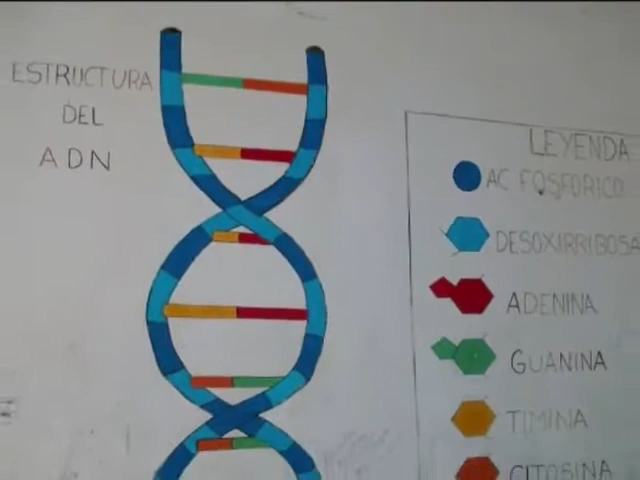 ESTRUCTURA
DEL
ADN
LEYENDA
AC FOSFORICO
DESOXIRRIBOSA
ADENINA
GUANINA
TIMINA
CITOSINA